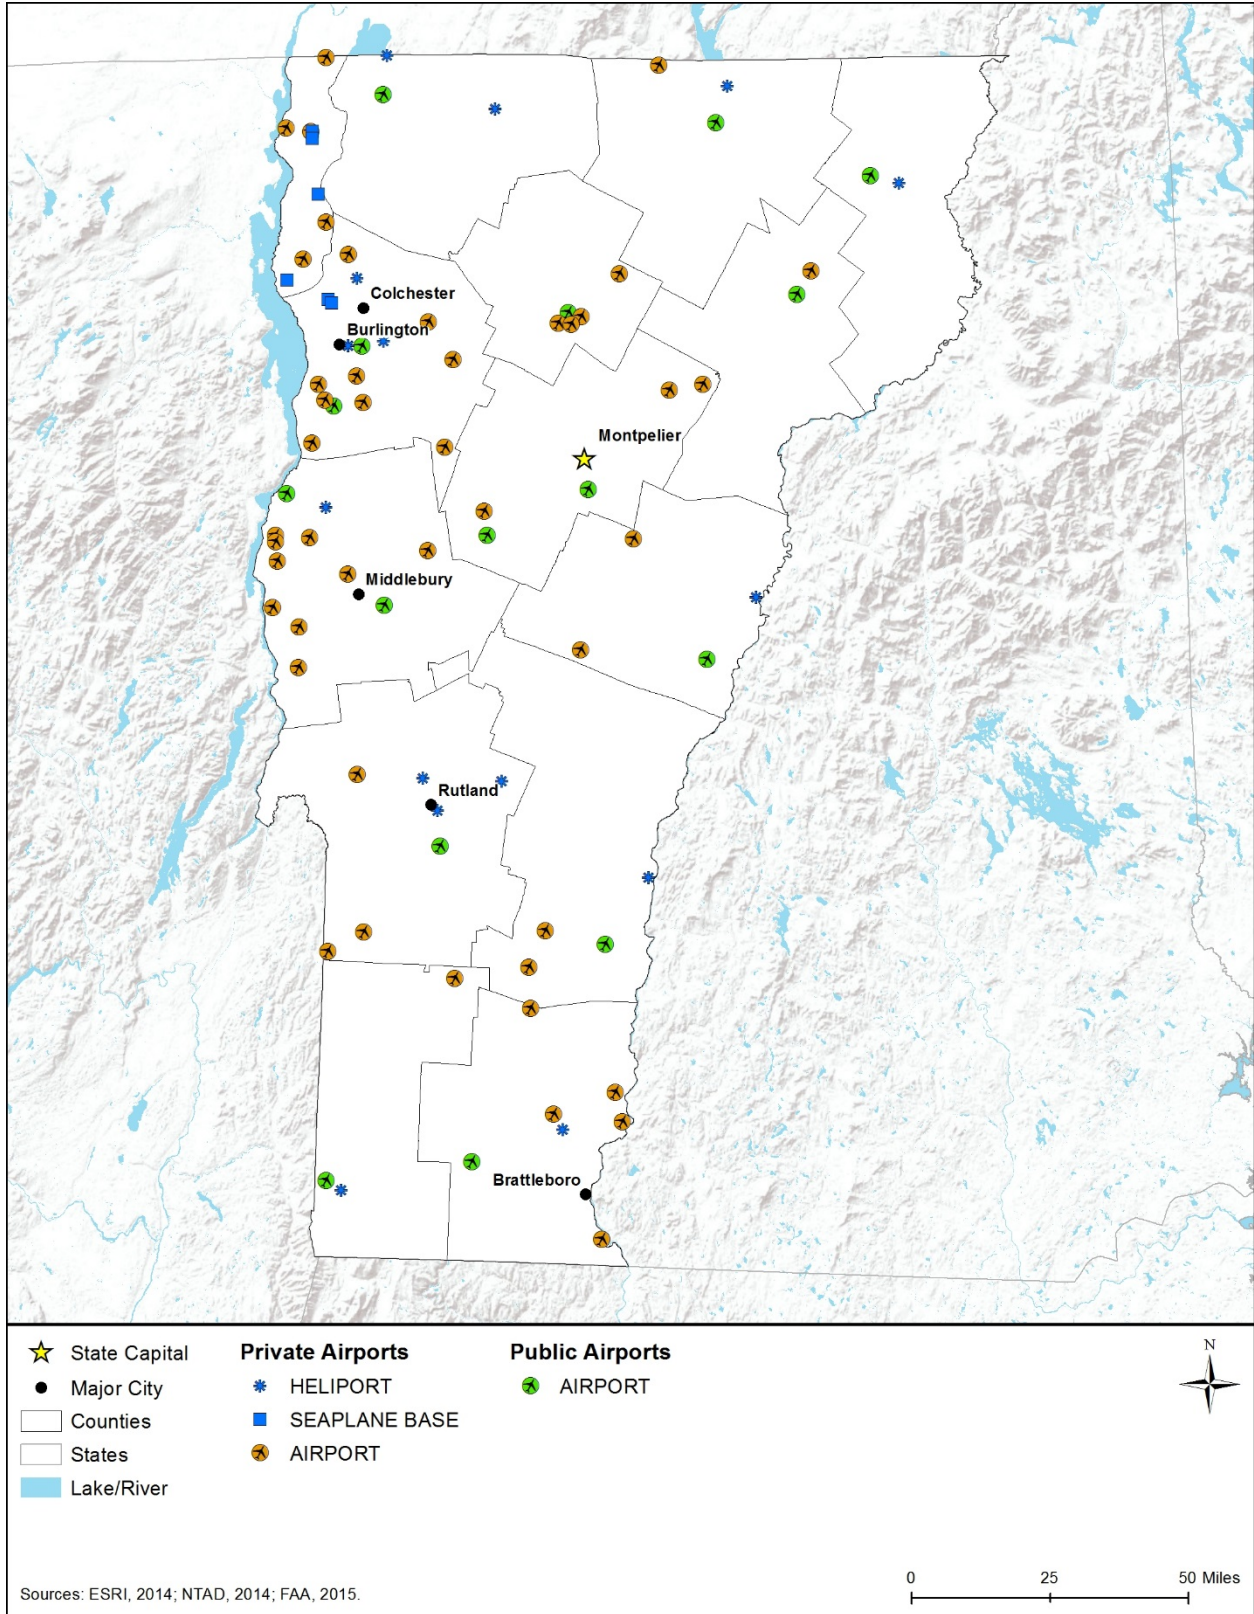 Colchester
Burlington
Montpelier
Middlebury
Rutland
Brattleboro
State Capital
Major City
Counties
States
Lake/River
Private Airports
HELIPORT
SEAPLANE BASE
AIRPORT
Public Airports
AIRPORT
N
Sources: ESRI, 2014; NTAD, 2014; FAA, 2015.
0 25 50 Miles